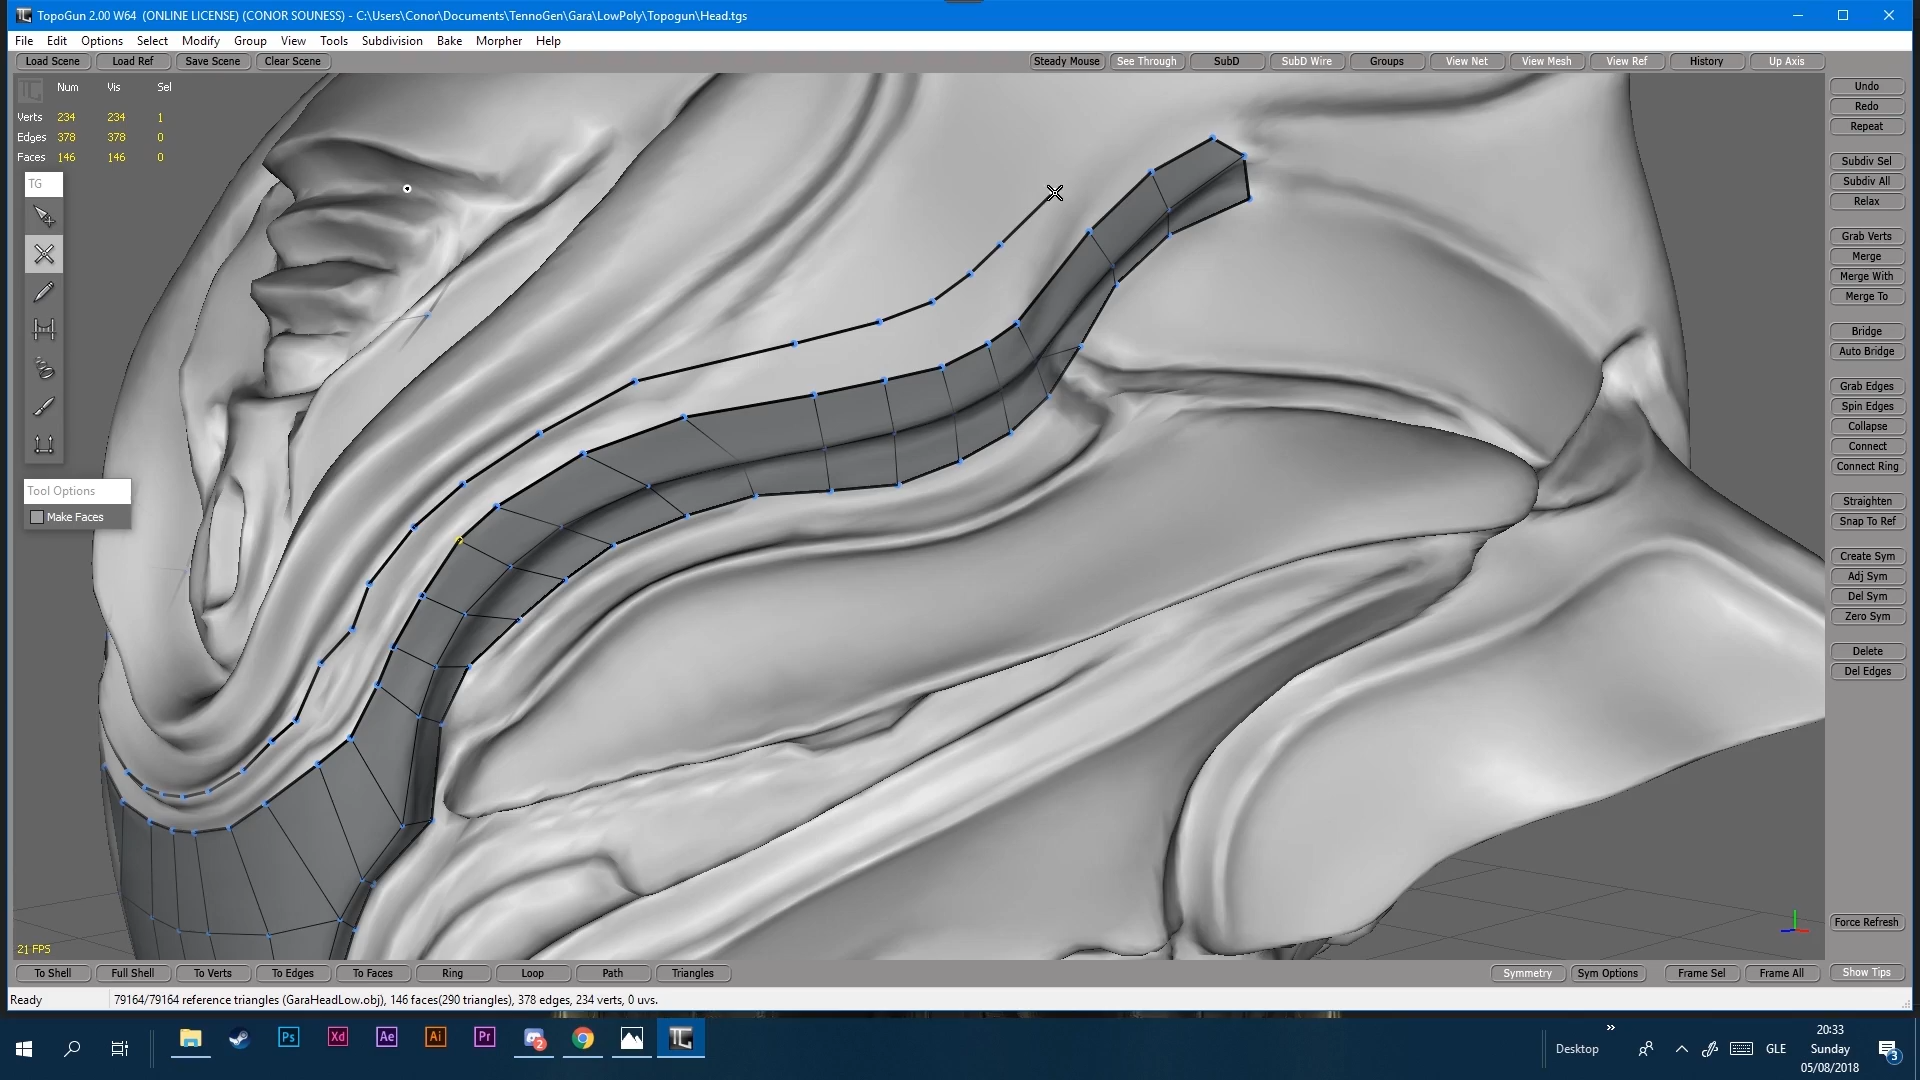 TopoGun 2.00 W64 (ONLINE LICENSE) (CONOR SOUNESS) - C:\Users\Conor\Documents\TennoGen\Gara\LowPoly\Topogun\Head.tgs
File Edit Options Select Modify Group View Tools Subdivision Bake Morpher Help
Load Scene Load Ref Save Scene Clear Scene Steady Mouse See Through SubD SubD Wire Groups View Net View Mesh View Ref History Up Axis
Num Vis Sel
Verts 234 234 1
Edges 378 378 0
Faces 146 146 0
TG
Tool Options
Make Faces
21 FPS
Undo
Redo
Repeat
Subdiv Sel
Subdiv All
Relax
Grab Verts
Merge
Merge With
Merge To
Bridge
Auto Bridge
Grab Edges
Spin Edges
Collapse
Connect
Connect Ring
Straighten
Snap To Ref
Create Sym
Adj Sym
Del Sym
Zero Sym
Delete
Del Edges
Force Refresh
To Shell Full Shell To Verts To Edges To Faces Ring Loop Path Triangles Symmetry Sym Options Frame Sel Frame All Show Tips
Ready 79164/79164 reference triangles (GaraHeadLow.obj), 146 faces(290 triangles), 378 edges, 234 verts, 0 uvs.
Ps Xd Ae Ai Pr 2 TG
Desktop » GLE
20:33
Sunday
05/08/2018
3